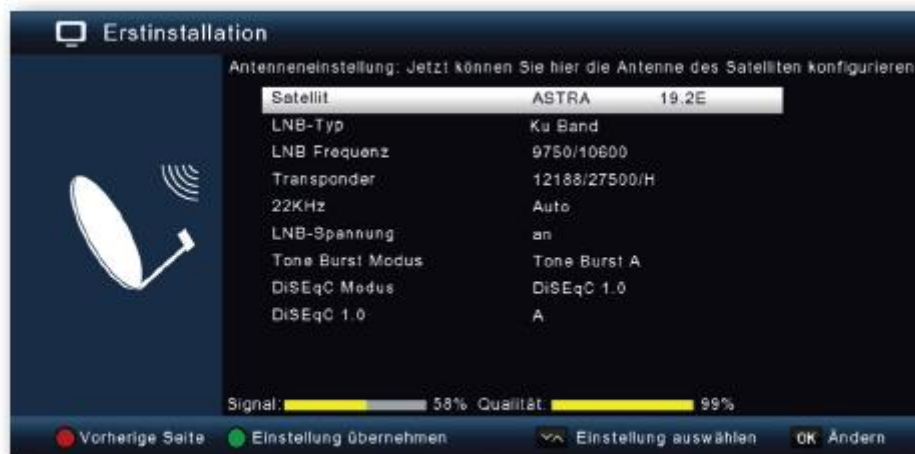 Erstinstallation
Antenneneinstellung: Jetzt können Sie hier die Antenne des Satelliten konfigurieren
Satellit ASTRA 19.2E
LNB-Typ Ku Band
LNB Frequenz 9750/10600
Transponder 12188/27500/H
22KHz Auto
LNB-Spannung an
Tone Burst Modus Tone Burst A
DiSEqC Modus DiSEqC 1.0
DiSEqC 1.0 A
Signal: 58% Qualität: 99%
Vorherige Seite Einstellung übernehmen Einstellung auswählen OK Ändern